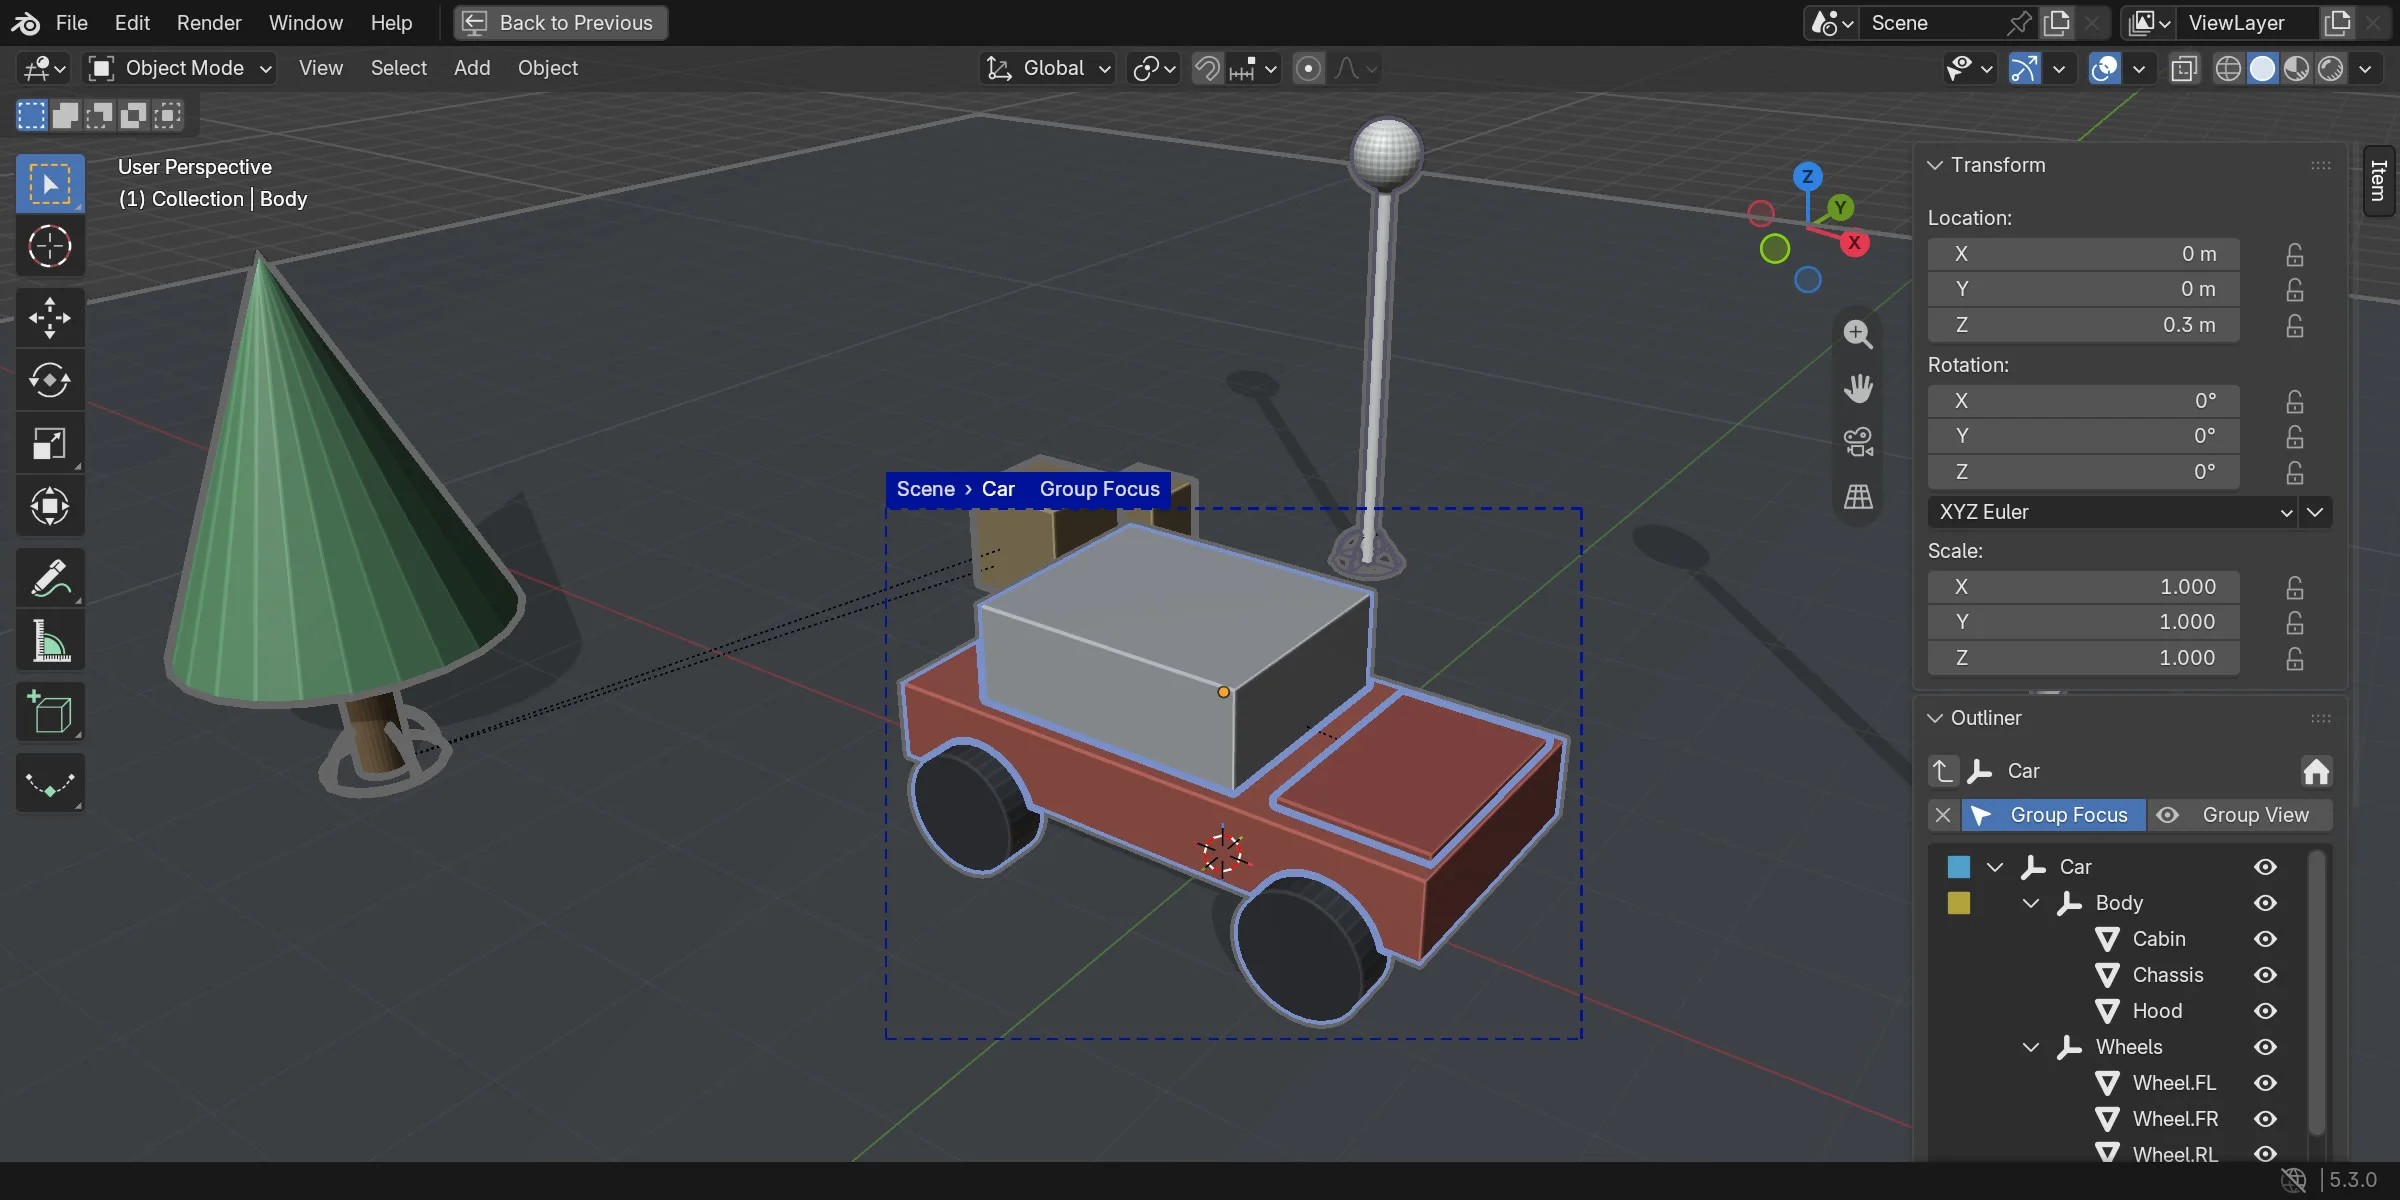 File Edit Render Window Help Back to Previous Scene ViewLayer
Object Mode View Select Add Object Global
User Perspective
(1) Collection | Body
Z
Y
X
Scene › Car Group Focus
Item
Transform
Location:
X 0 m
Y 0 m
Z 0.3 m
Rotation:
X 0°
Y 0°
Z 0°
XYZ Euler
Scale:
X 1.000
Y 1.000
Z 1.000
Outliner
Car
Group Focus Group View
Car
Body
Cabin
Chassis
Hood
Wheels
Wheel.FL
Wheel.FR
Wheel.RL
5.3.0